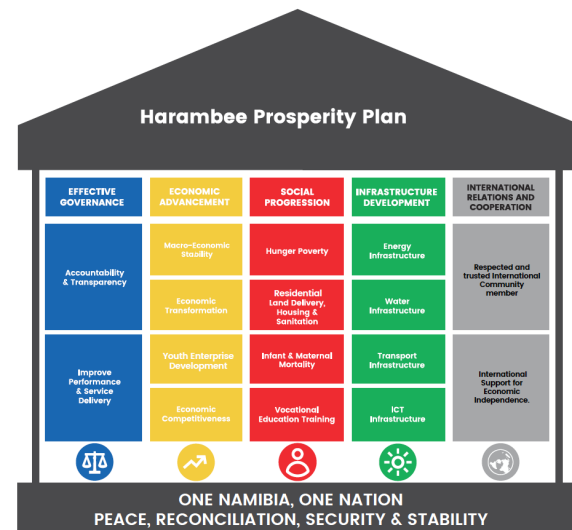 Harambee Prosperity Plan
EFFECTIVE
GOVERNANCE
ECONOMIC
ADVANCEMENT
SOCIAL
PROGRESSION
INFRASTRUCTURE
DEVELOPMENT
INTERNATIONAL
RELATIONS AND
COOPERATION
Accountability
& Transparency
Improve
Performance
& Service
Delivery
Macro-Economic
Stability
Economic
Transformation
Youth Enterprise
Development
Economic
Competitiveness
Hunger Poverty
Residential
Land Delivery,
Housing &
Sanitation
Infant & Maternal
Mortality
Vocational
Education Training
Energy
Infrastructure
Water
Infrastructure
Transport
Infrastructure
ICT
Infrastructure
Respected and
trusted International
Community
member
International
Support for
Economic
Independence.
ONE NAMIBIA, ONE NATION
PEACE, RECONCILIATION, SECURITY & STABILITY